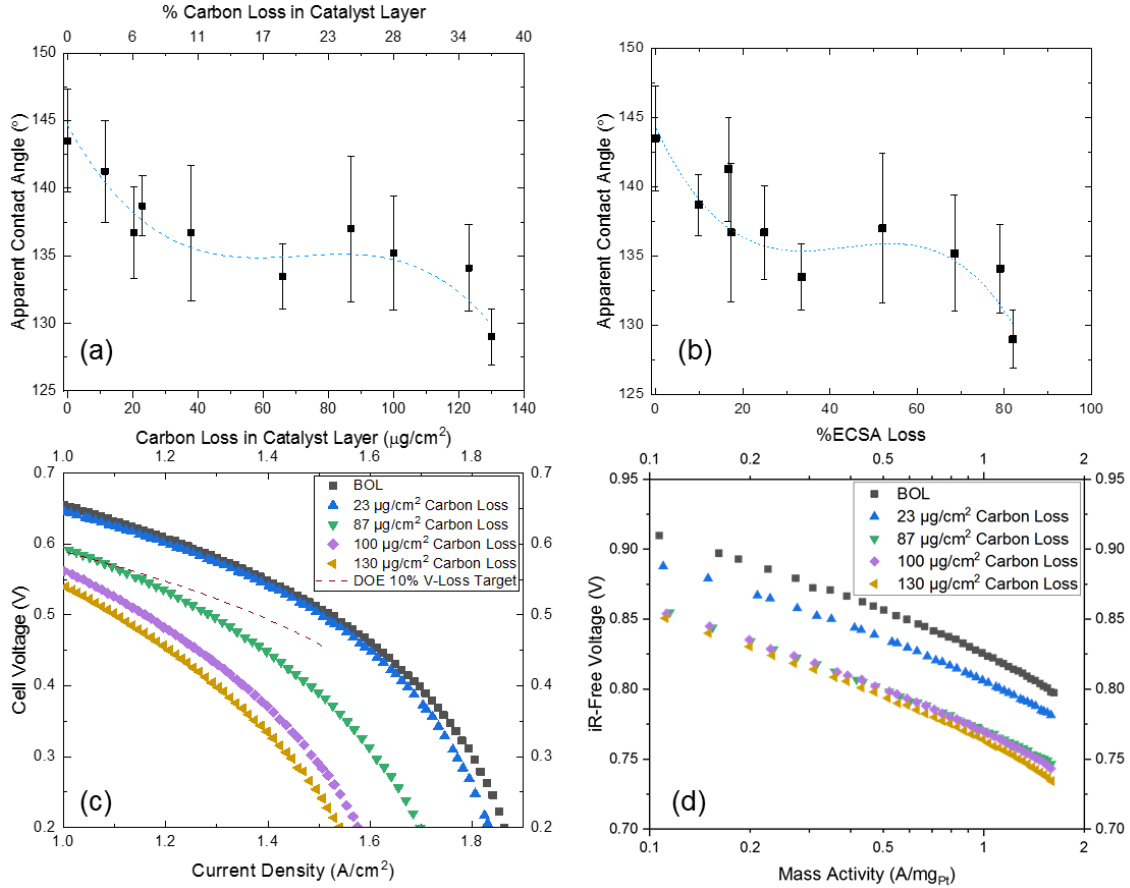 % Carbon Loss in Catalyst Layer
0 6 11 17 23 28 34 40
150
145
140
135
130
125
Apparent Contact Angle (°)
(a)
0 20 40 60 80 100 120 140
Carbon Loss in Catalyst Layer (μg/cm²)
150
145
140
135
130
125
Apparent Contact Angle (°)
(b)
0 20 40 60 80 100
%ECSA Loss
1.0 1.2 1.4 1.6 1.8
0.7 0.7
0.6 0.6
0.5 0.5
0.4 0.4
0.3 0.3
0.2 0.2
Cell Voltage (V)
BOL
23 μg/cm² Carbon Loss
87 μg/cm² Carbon Loss
100 μg/cm² Carbon Loss
130 μg/cm² Carbon Loss
DOE 10% V-Loss Target
(c)
1.0 1.2 1.4 1.6 1.8
Current Density (A/cm²)
0.1 0.2 0.5 1 2
0.95 0.95
0.90 0.90
0.85 0.85
0.80 0.80
0.75 0.75
0.70 0.70
iR-Free Voltage (V)
BOL
23 μg/cm² Carbon Loss
87 μg/cm² Carbon Loss
100 μg/cm² Carbon Loss
130 μg/cm² Carbon Loss
(d)
0.1 0.2 0.5 1 2
Mass Activity (A/mgPt)